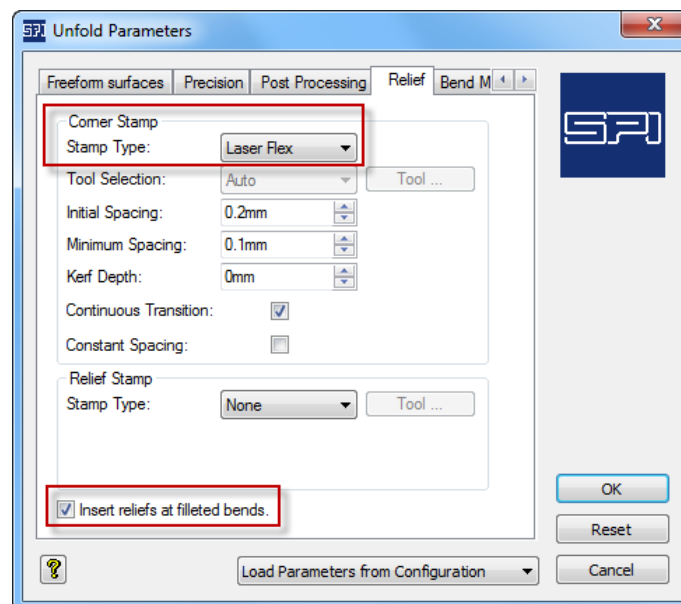 SPI Unfold Parameters
Freeform surfaces Precision Post Processing Relief Bend M
SPI
Corner Stamp
Stamp Type: Laser Flex
Tool Selection: Auto Tool ...
Initial Spacing: 0.2mm
Minimum Spacing: 0.1mm
Kerf Depth: 0mm
Continuous Transition:
Constant Spacing:
Relief Stamp
Stamp Type: None Tool ...
Insert reliefs at filleted bends.
OK
Reset
? Load Parameters from Configuration Cancel